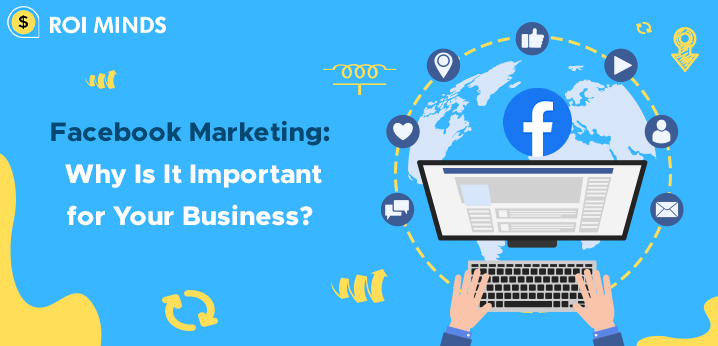 $ ROI MINDS
Facebook Marketing:
Why Is It Important
for Your Business?
f